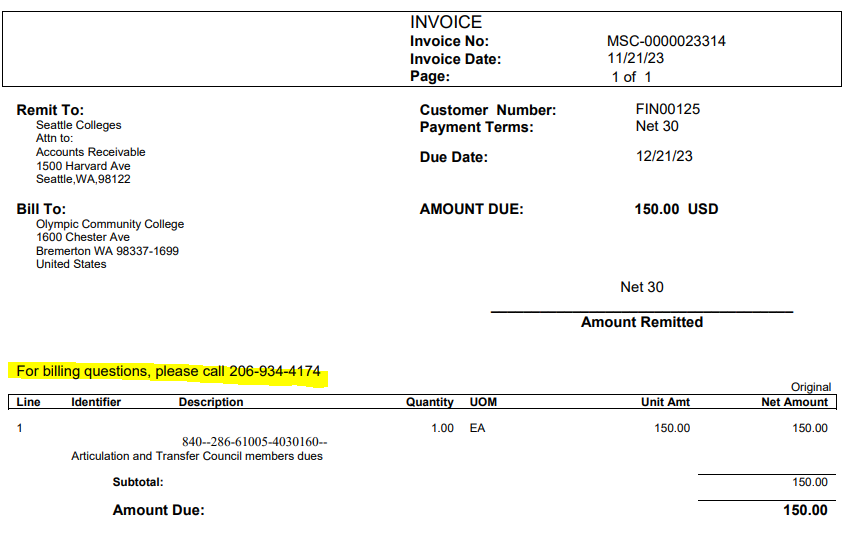 INVOICE
Invoice No: MSC-0000023314
Invoice Date: 11/21/23
Page: 1 of 1
Remit To:
Seattle Colleges
Attn to:
Accounts Receivable
1500 Harvard Ave
Seattle,WA,98122
Customer Number: FIN00125
Payment Terms: Net 30
Due Date: 12/21/23
Bill To:
Olympic Community College
1600 Chester Ave
Bremerton WA 98337-1699
United States
AMOUNT DUE: 150.00 USD
Net 30
Amount Remitted
For billing questions, please call 206-934-4174
Original
Line Identifier Description Quantity UOM Unit Amt Net Amount
1 1.00 EA 150.00 150.00
840--286-61005-4030160--
Articulation and Transfer Council members dues
Subtotal: 150.00
Amount Due: 150.00